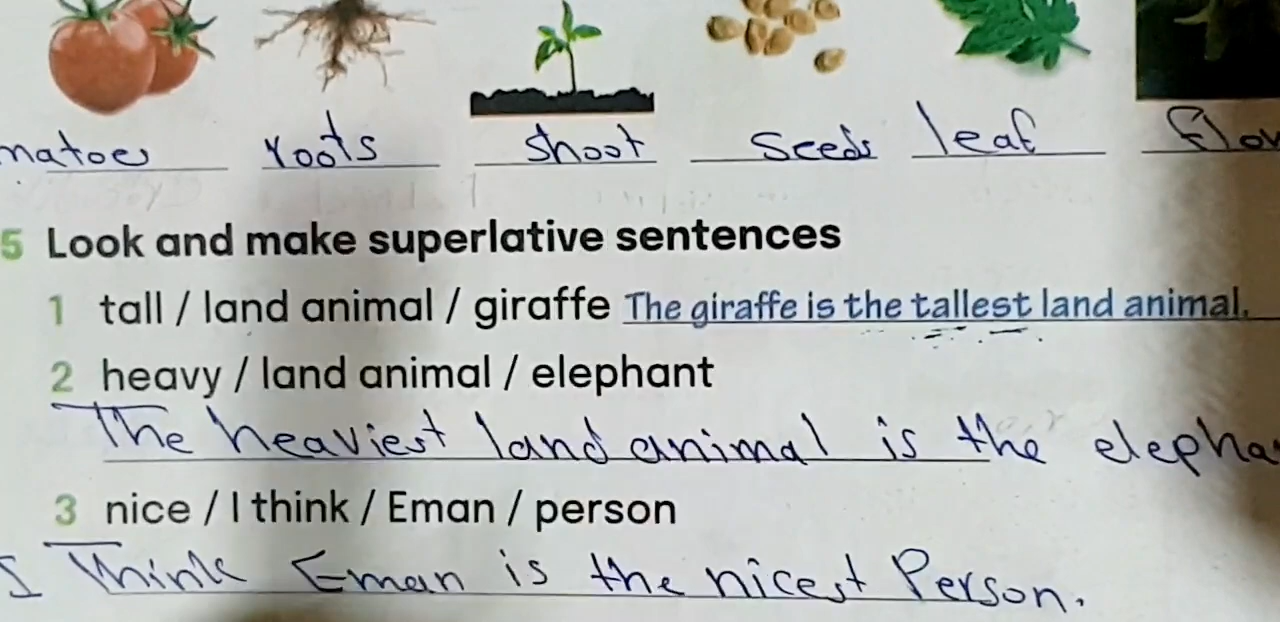 matoes roots shoot seeds leaf flow
5 Look and make superlative sentences
1 tall / land animal / giraffe The giraffe is the tallest land animal.
2 heavy / land animal / elephant
The heaviest land animal is the elepha
3 nice / I think / Eman / person
I Think Eman is the nicest Person.